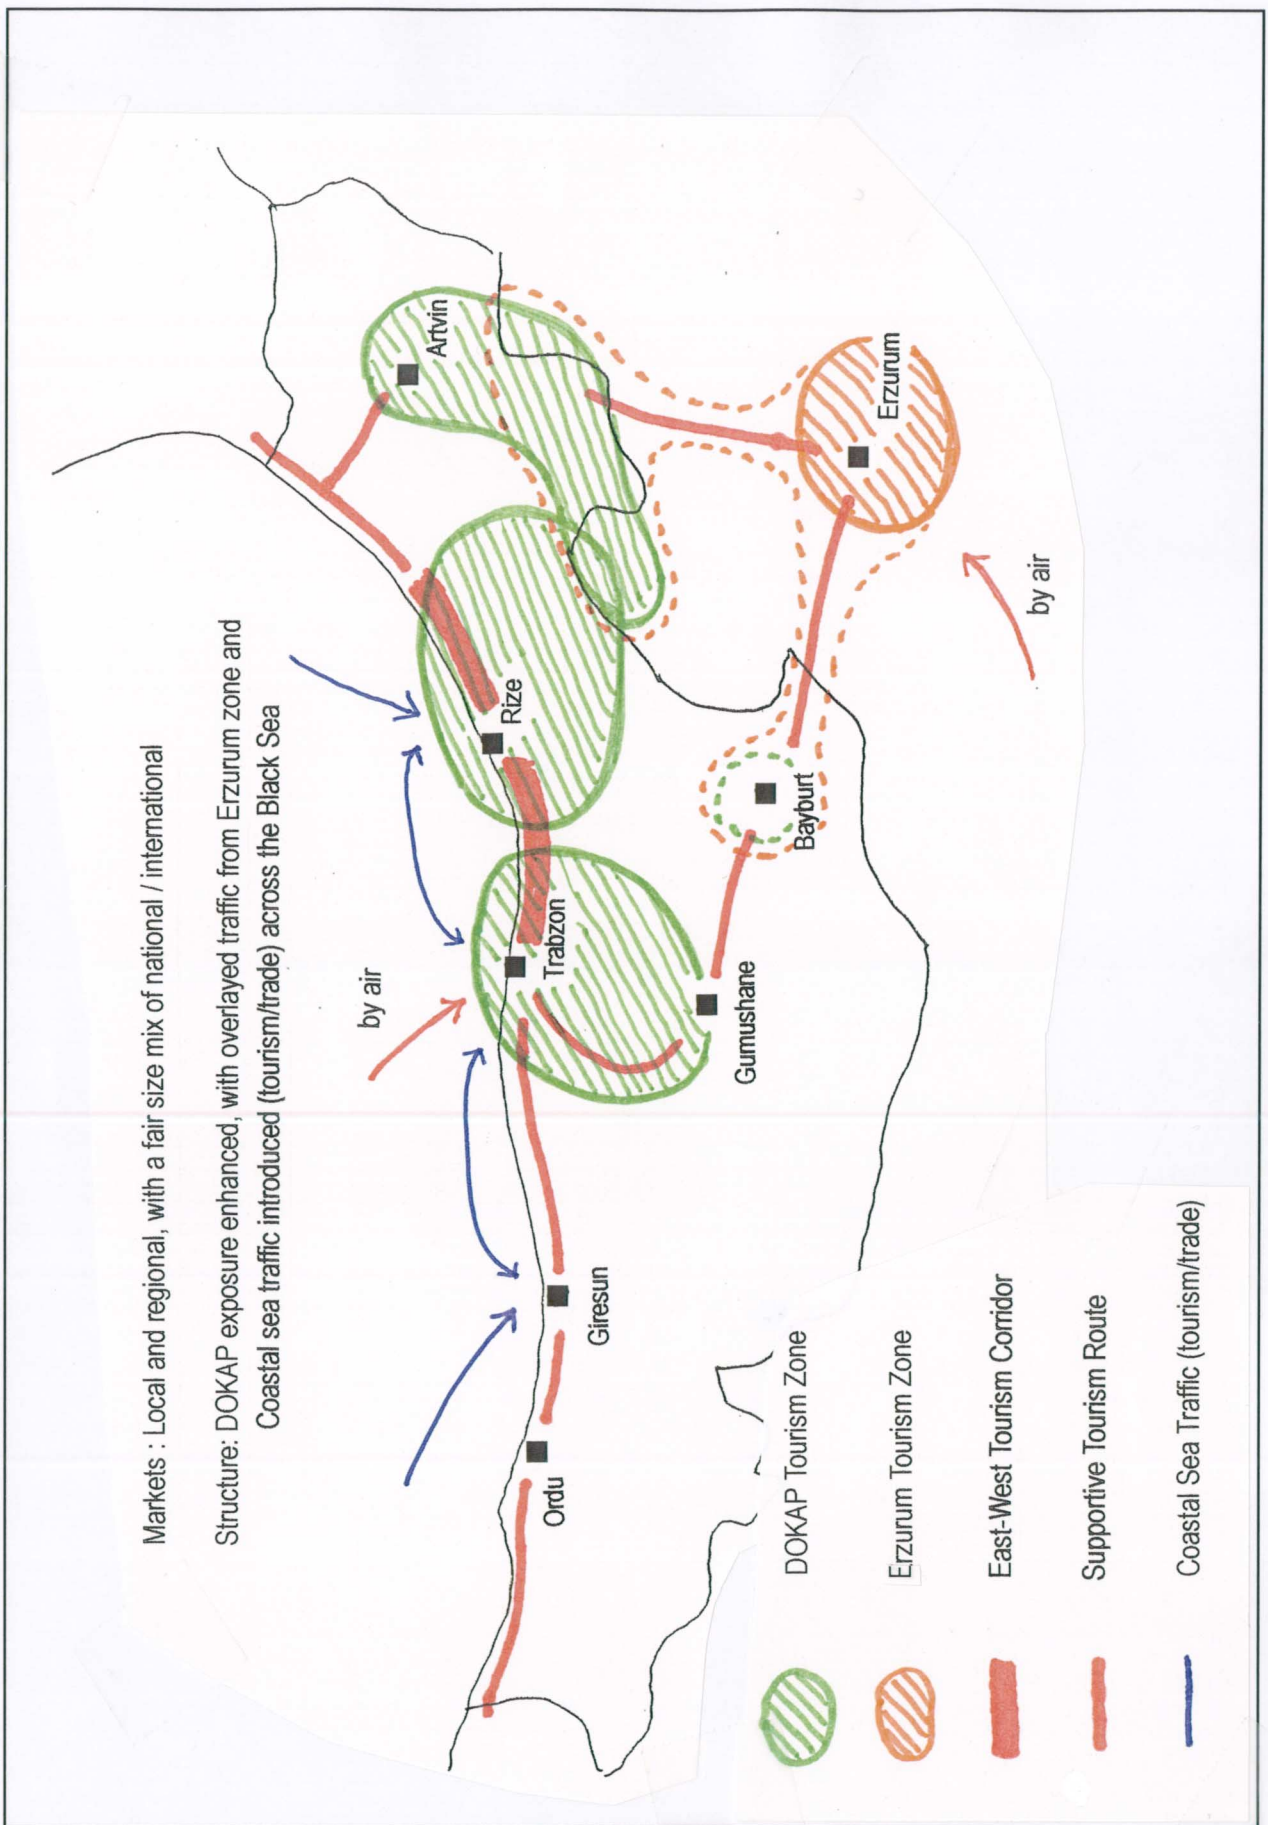 Markets : Local and regional, with a fair size mix of national / international
Structure: DOKAP exposure enhanced, with overlayed traffic from Erzurum zone and
Coastal sea traffic introduced (tourism/trade) across the Black Sea
by air
Artvin
Rize
Trabzon
Giresun
Ordu
Gumushane
Bayburt
Erzurum
by air
DOKAP Tourism Zone
Erzurum Tourism Zone
East-West Tourism Corridor
Supportive Tourism Route
Coastal Sea Traffic (tourism/trade)